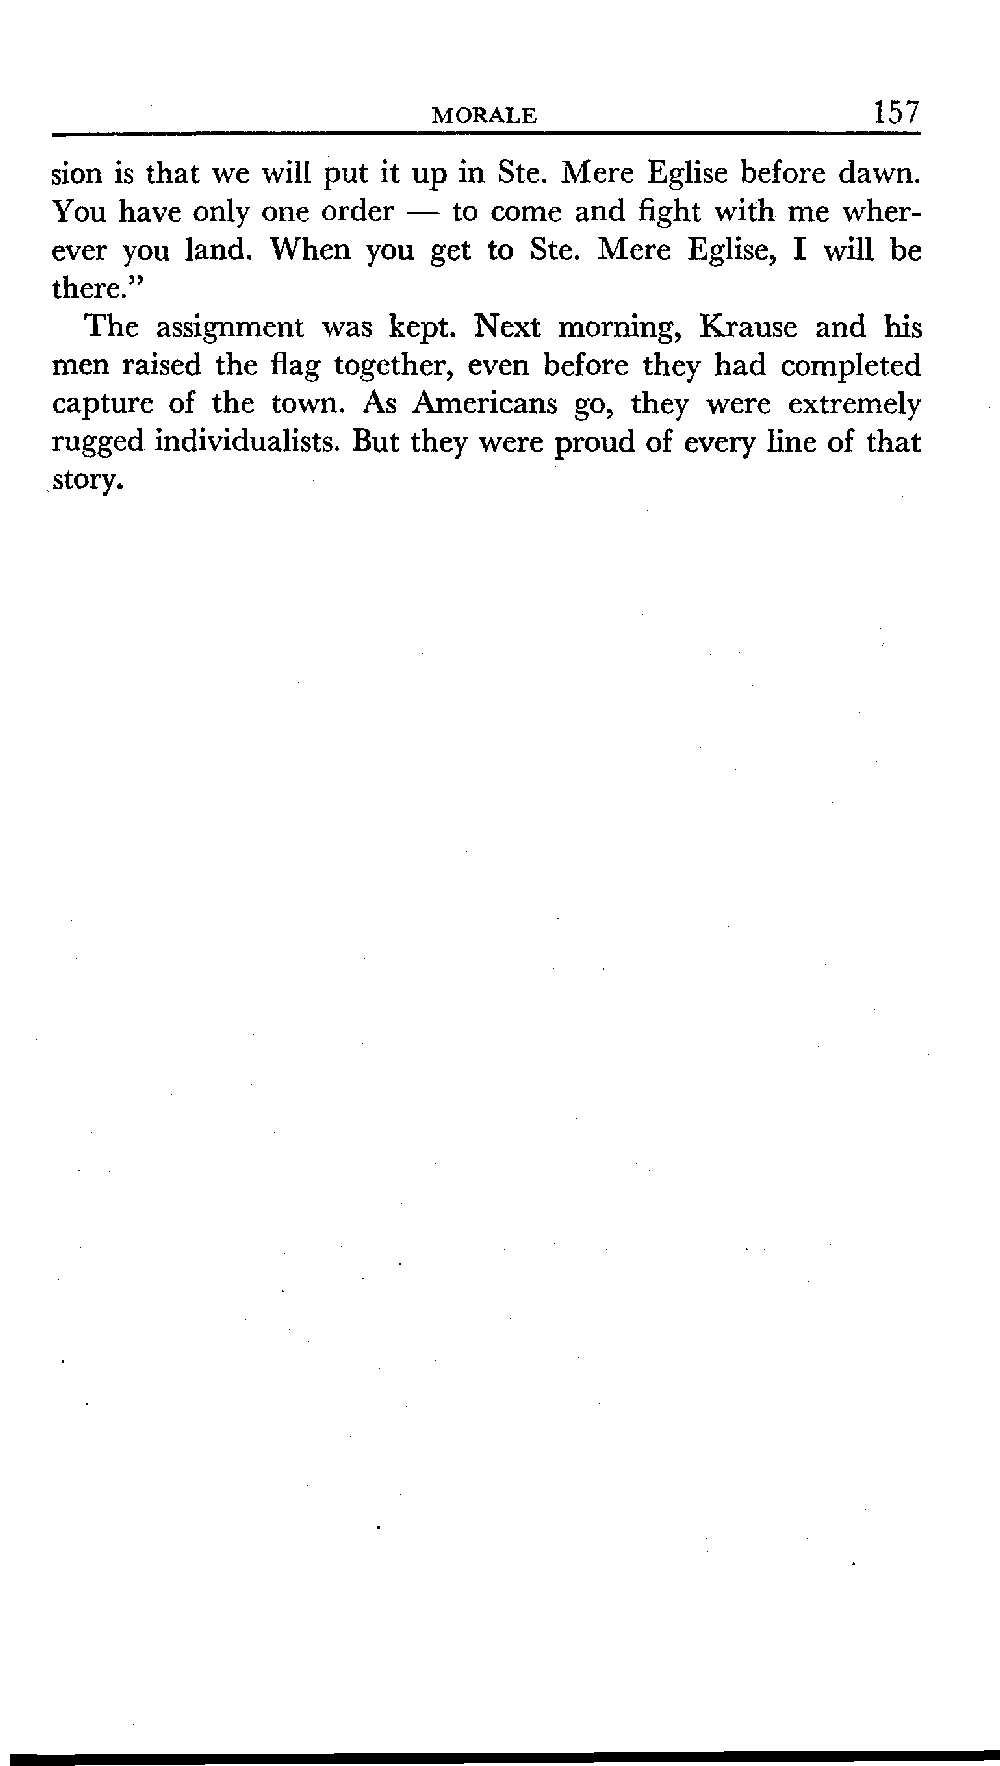 MORALE 157
sion is that we will put it up in Ste. Mere Eglise before dawn.
You have only one order — to come and fight with me wher-
ever you land. When you get to Ste. Mere Eglise, I will be
there.”
The assignment was kept. Next morning, Krause and his
men raised the flag together, even before they had completed
capture of the town. As Americans go, they were extremely
rugged individualists. But they were proud of every line of that
story.